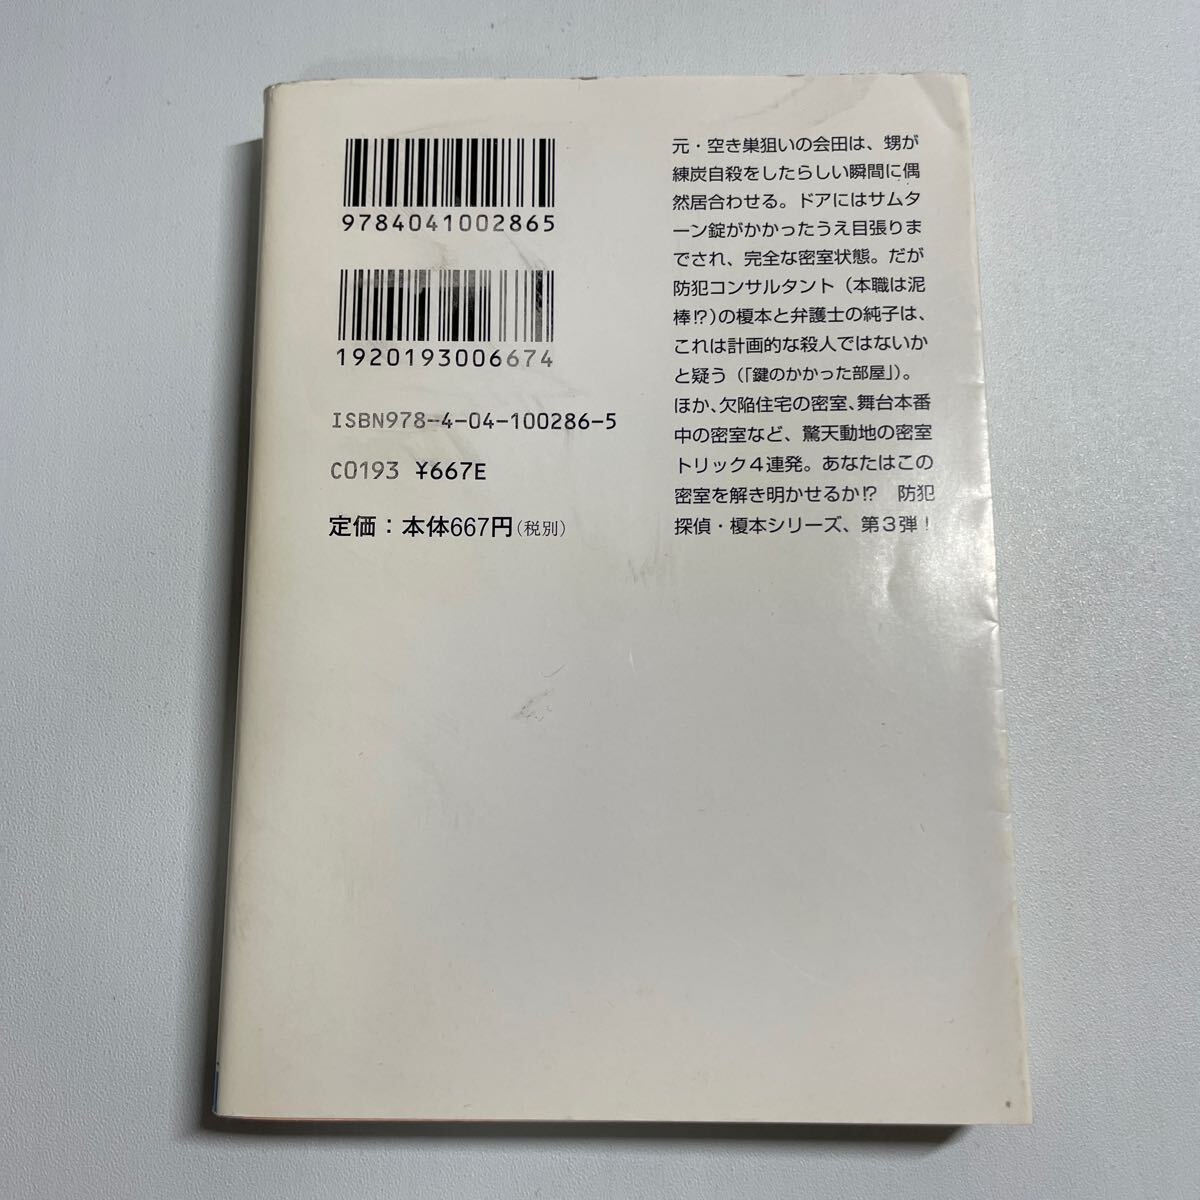 9784041002865
1920193006674
ISBN978-4-04-100286-5
C0193 ¥667E
定価：本体667円（税別）
元・空き巣狙いの会田は、甥が
練炭自殺をしたらしい瞬間に偶
然居合わせる。ドアにはサムタ
ーン錠がかかったうえ目張りま
でされ、完全な密室状態。だが
防犯コンサルタント（本職は泥
棒!?）の榎本と弁護士の純子は、
これは計画的な殺人ではないか
と疑う（「鍵のかかった部屋」）。
ほか、欠陥住宅の密室、舞台本番
中の密室など、驚天動地の密室
トリック４連発。あなたはこの
密室を解き明かせるか!?　防犯
探偵・榎本シリーズ、第３弾！